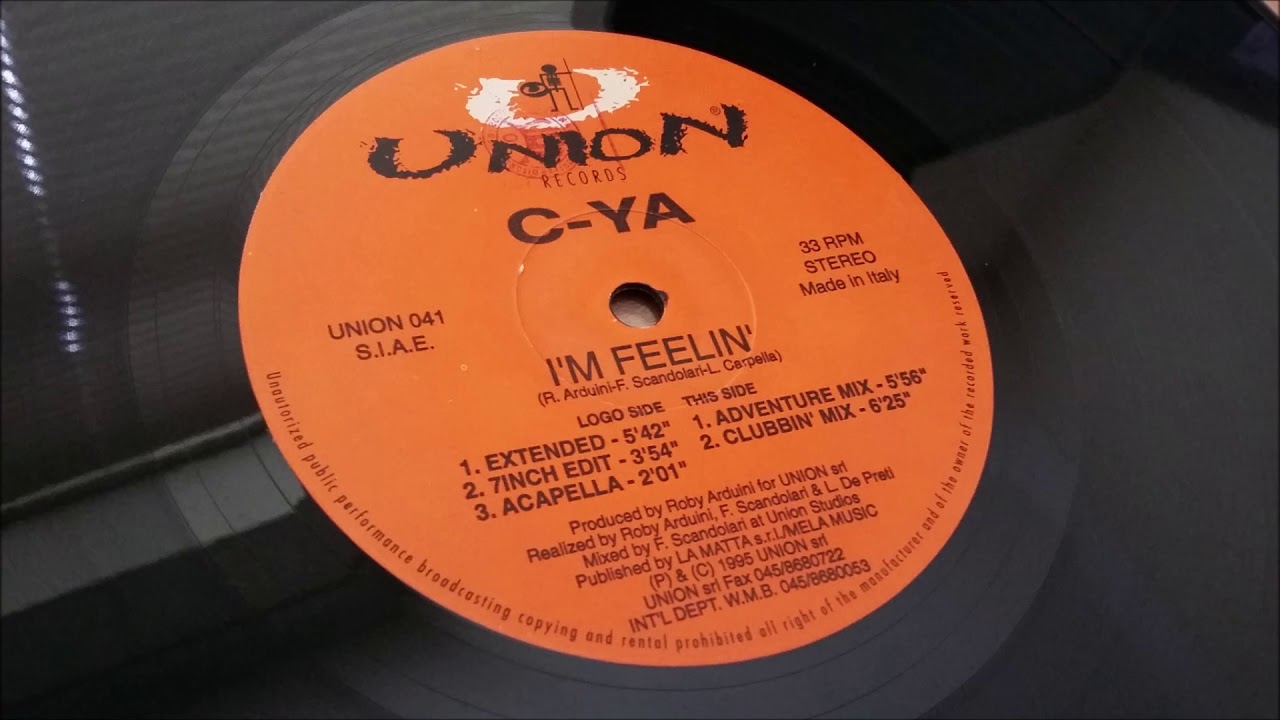 UNION®
RECORDS
C-YA
33 RPM
STEREO
Made in Italy
UNION 041
S.I.A.E.
I'M FEELIN'
(R. Arduini-F. Scandolari-L. Carpella)
LOGO SIDE
1. EXTENDED - 5'42"
2. 7INCH EDIT - 3'54"
3. ACAPELLA - 2'01"
THIS SIDE
1. ADVENTURE MIX - 5'56"
2. CLUBBIN' MIX - 6'25"
Produced by Roby Arduini for UNION srl
Realized by Roby Arduini, F. Scandolari & L. De Preti
Mixed by F. Scandolari at Union Studios
Published by LA MATTA s.r.l./MELA MUSIC
(P) & (C) 1995 UNION srl
UNION srl Fax 045/8680722
INT'L DEPT. W.M.B. 045/8680053
Unauthorized public performance broadcasting copying and rental prohibited all right of the manufacturer and of the owner of the recorded work reserved